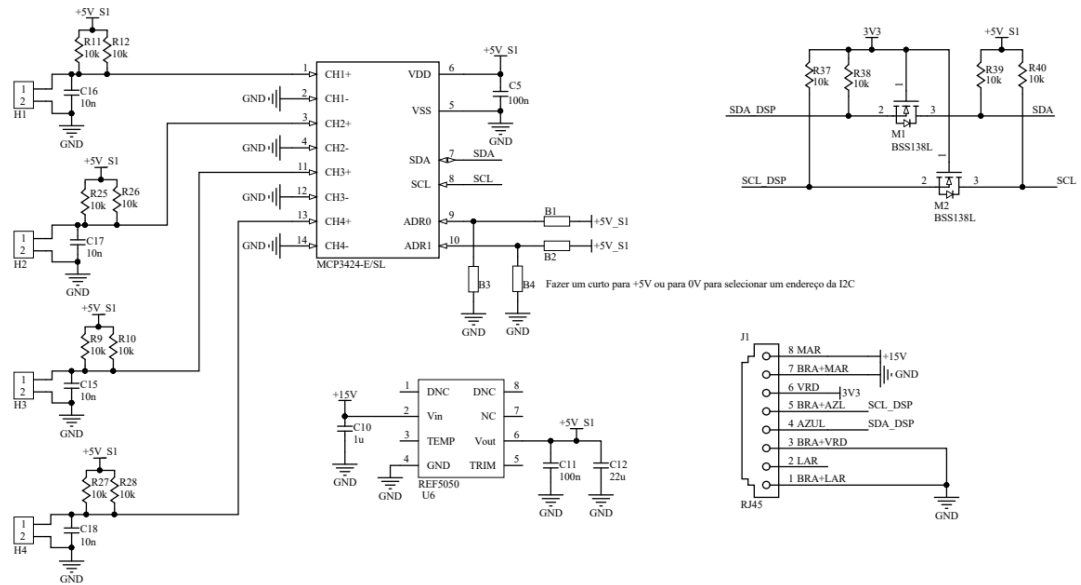 +5V_S1
R11
10k
R12
10k
1
2
H1
C16
10n
GND
+5V_S1
R25
10k
R26
10k
1
2
H2
C17
10n
GND
+5V_S1
R9
10k
R10
10k
1
2
H3
C15
10n
GND
+5V_S1
R27
10k
R28
10k
1
2
H4
C18
10n
GND
1 CH1+
GND 2 CH1-
3 CH2+
GND 4 CH2-
11 CH3+
GND 12 CH3-
13 CH4+
GND 14 CH4-
VDD 6
VSS 5
SDA 7 SDA
SCL 8 SCL
ADR0 9
ADR1 10
MCP3424-E/SL
+5V_S1
C5
100n
GND
B1
+5V_S1
B2
+5V_S1
B3
GND
B4
GND
Fazer um curto para +5V ou para 0V para selecionar um endereço da I2C
+15V
C10
1u
GND
1 DNC
2 Vin
3 TEMP
4 GND
GND
DNC 8
NC 7
Vout 6
TRIM 5
REF5050
U6
+5V_S1
C11
100n
GND
C12
22u
GND
3V3
+5V_S1
R37
10k
R38
10k
R39
10k
R40
10k
SDA_DSP
1
2
3
SDA
M1
BSS138L
SCL_DSP
1
2
3
SCL
M2
BSS138L
J1
8 MAR +15V
7 BRA+MAR GND
6 VRD 3V3
5 BRA+AZL SCL_DSP
4 AZUL SDA_DSP
3 BRA+VRD
2 LAR
1 BRA+LAR
RJ45
GND